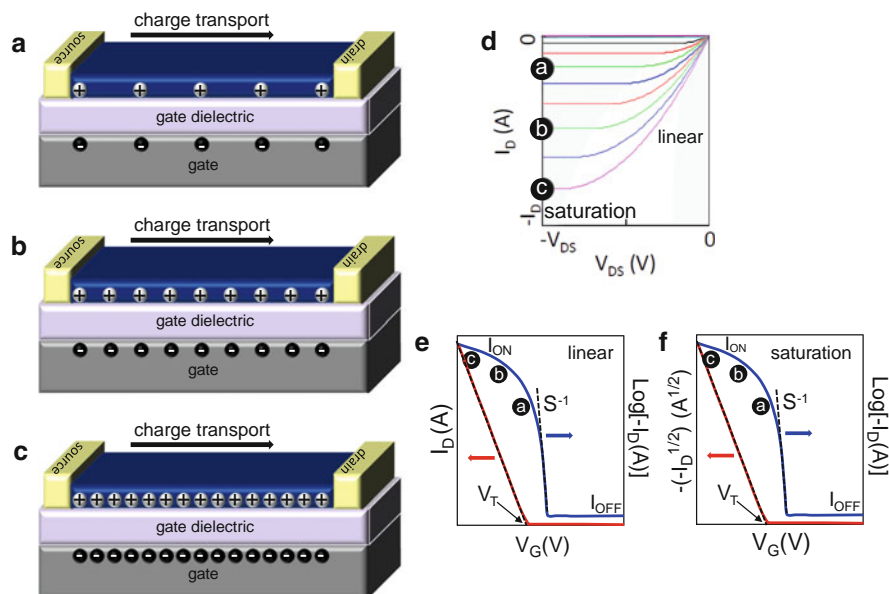 a
charge transport
source
drain
+ + + + +
gate dielectric
- - - - -
gate
b
charge transport
source
drain
+ + + + + + + + +
gate dielectric
- - - - - - - - -
gate
c
charge transport
source
drain
+ + + + + + + + + + + + + +
gate dielectric
- - - - - - - - - - - - - -
gate
d
0
a
b
c
linear
saturation
I_D (A)
-I_D
-V_DS
0
V_DS (V)
e
I_ON
linear
c
b
a
S^-1
V_T
I_OFF
I_D (A)
Log[-I_D(A)]
V_G(V)
f
I_ON
saturation
c
b
a
S^-1
V_T
I_OFF
-(-I_D^1/2) (A^1/2)
Log[-I_D(A)]
V_G(V)